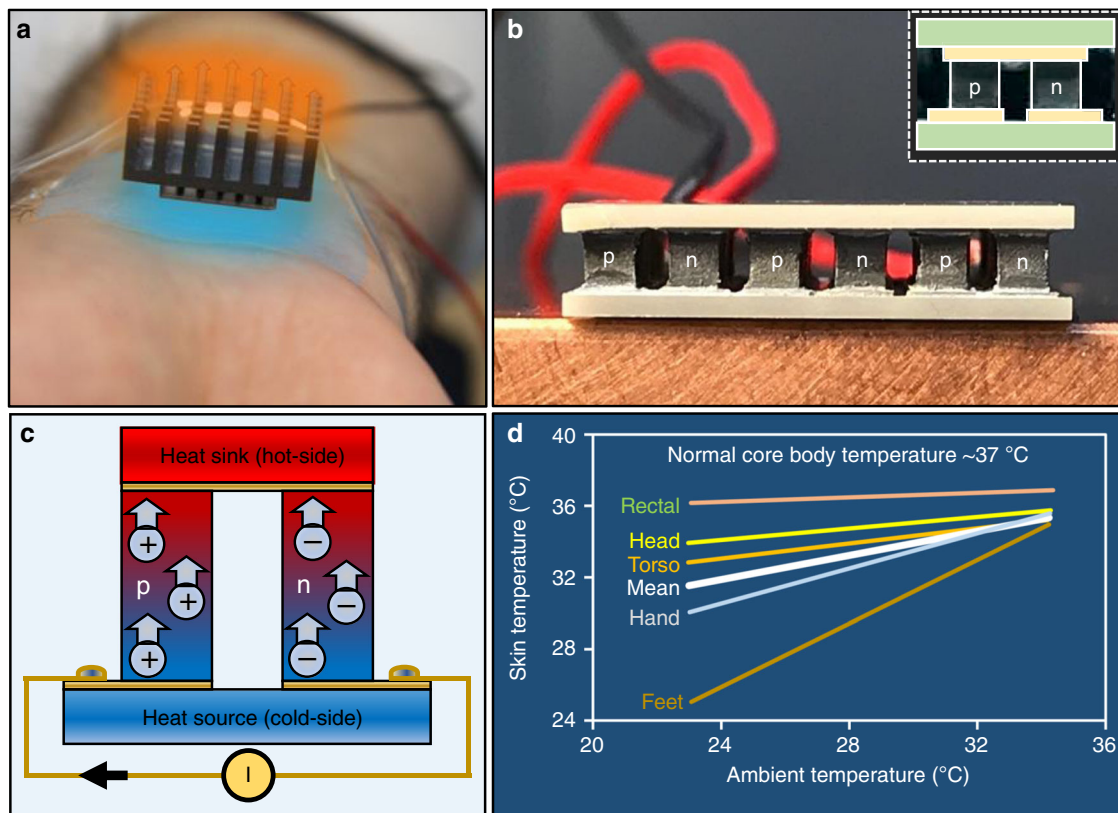 a
b
p
n
p
n
p
n
p
n
c
Heat sink (hot-side)
+
−
p
+
n
−
+
−
Heat source (cold-side)
I
d
40
36
32
28
24
Skin temperature (°C)
Normal core body temperature ~37 °C
Rectal
Head
Torso
Mean
Hand
Feet
20
24
28
32
36
Ambient temperature (°C)